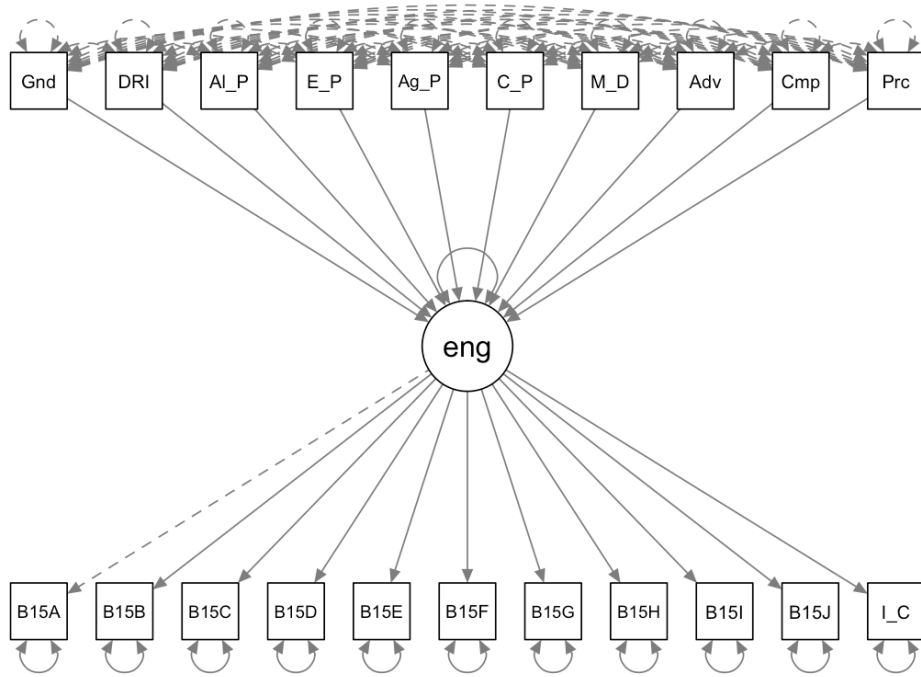 Gnd DRI Al_P E_P Ag_P C_P M_D Adv Cmp Prc
eng
B15A B15B B15C B15D B15E B15F B15G B15H B15I B15J I_C